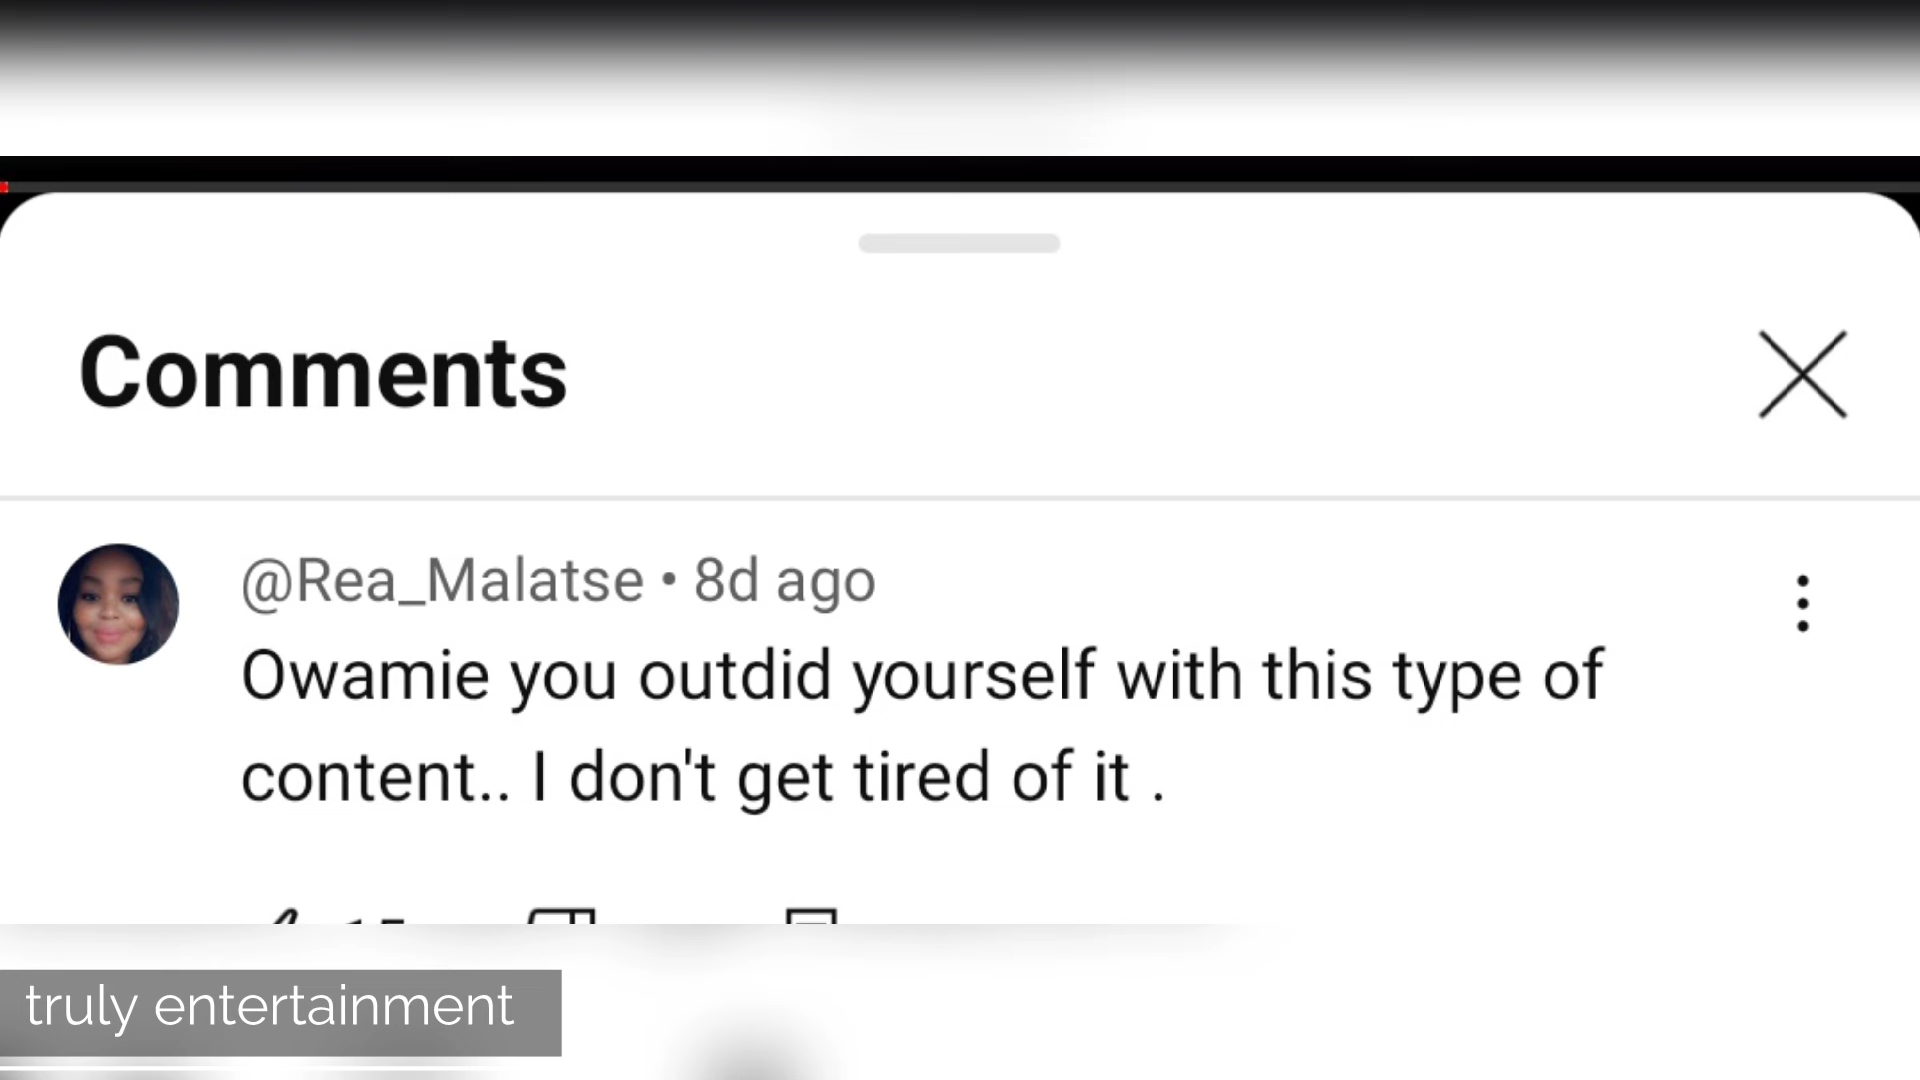 Comments
@Rea_Malatse • 8d ago
Owamie you outdid yourself with this type of
content.. I don't get tired of it .
truly entertainment